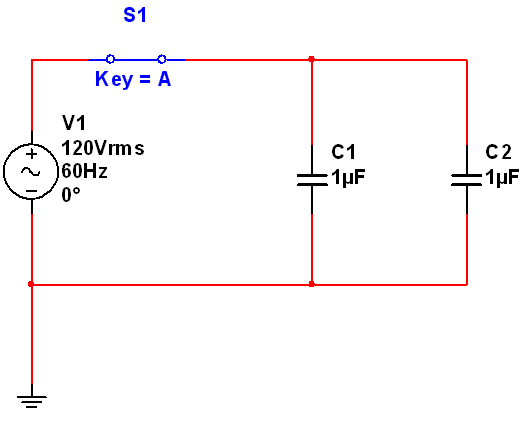 S1
Key = A
V1
120Vrms
60Hz
0°
C1
1µF
C2
1µF